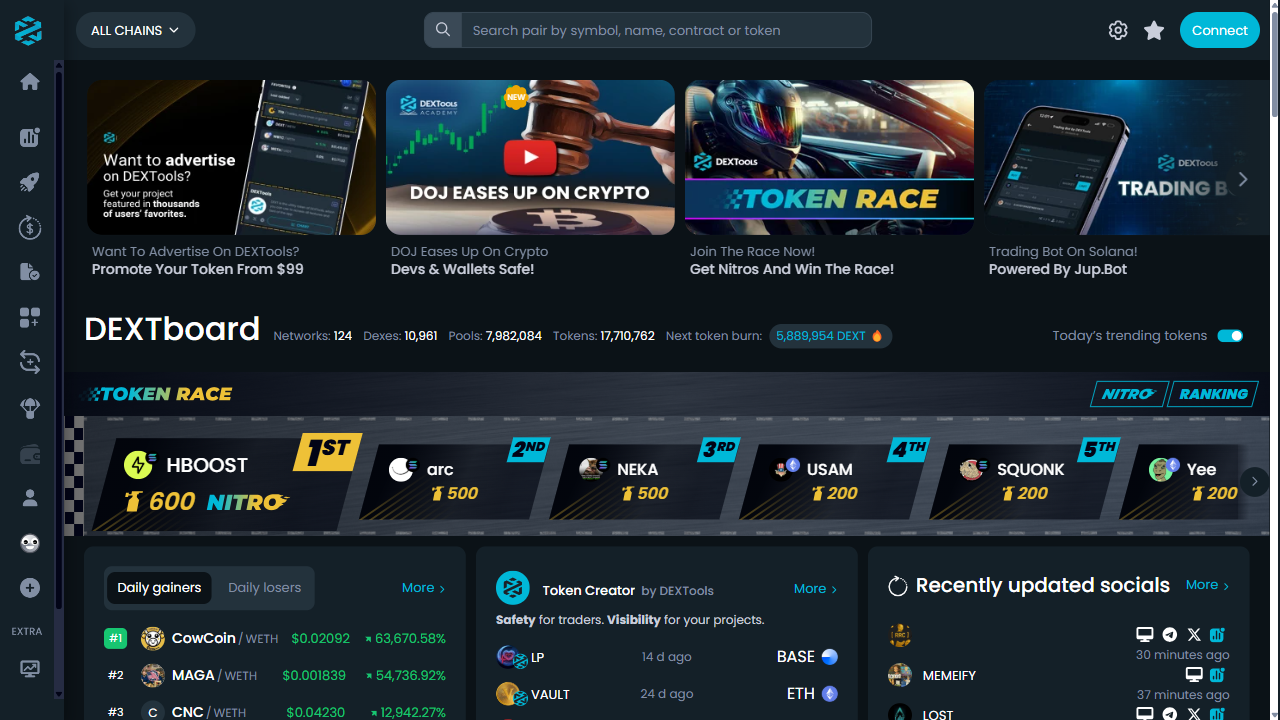 ALL CHAINS
Search pair by symbol, name, contract or token
Connect
EXTRA
Want to advertise
on DEXTools?
Get your project
featured in thousands
of users' favorites.
Want To Advertise On DEXTools?
Promote Your Token From $99
DEXTools
ACADEMY
NEW
DOJ EASES UP ON CRYPTO
DOJ Eases Up On Crypto
Devs & Wallets Safe!
DEXTools
TOKEN RACE
Join The Race Now!
Get Nitros And Win The Race!
DEXTools
TRADING B
Trading Bot On Solana!
Powered By Jup.Bot
DEXTboard
Networks: 124 Dexes: 10,961 Pools: 7,982,084 Tokens: 17,710,762 Next token burn: 5,889,954 DEXT
Today's trending tokens
TOKEN RACE
NITRO RANKING
HBOOST 1ST
600 NITRO
arc 2ND
500
NEKA 3RD
500
USAM 4TH
200
SQUONK 5TH
200
Yee
200
Daily gainers Daily losers More
#1 CowCoin / WETH $0.02092 63,670.58%
#2 MAGA / WETH $0.001839 54,736.92%
#3 C CNC / WETH $0.04230 12,942.27%
Token Creator by DEXTools More
Safety for traders. Visibility for your projects.
LP 14 d ago BASE
VAULT 24 d ago ETH
Recently updated socials More
30 minutes ago
MEMEIFY
37 minutes ago
LOST